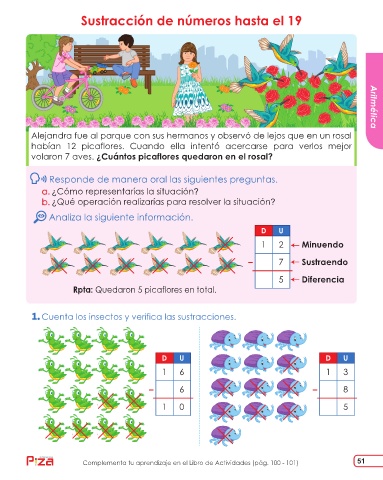 Sustracción de números hasta el 19
Aritmética
Alejandra fue al parque con sus hermanos y observó de lejos que en un rosal
habían 12 picaflores. Cuando ella intentó acercarse para verlos mejor
volaron 7 aves. ¿Cuántos picaflores quedaron en el rosal?
Responde de manera oral las siguientes preguntas.
a. ¿Cómo representarías la situación?
b. ¿Qué operación realizarías para resolver la situación?
Analiza la siguiente información.
D U
1 2 ← Minuendo
- 7 ← Sustraendo
5 ← Diferencia
Rpta: Quedaron 5 picaflores en total.
1. Cuenta los insectos y verifica las sustracciones.
D U
1 6
- 6
1 0
D U
1 3
- 8
5
Piza
Complementa tu aprendizaje en el Libro de Actividades (pág. 100 - 101)
51